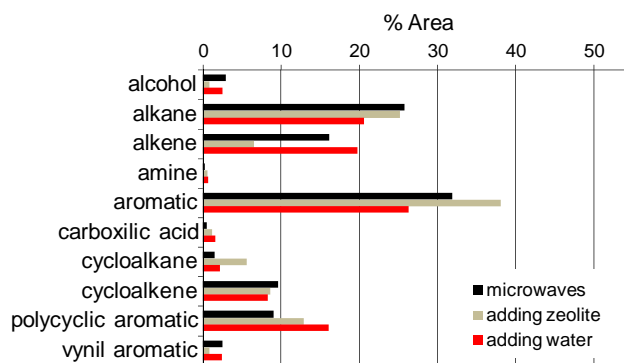 % Area
0 10 20 30 40 50
alcohol
alkane
alkene
amine
aromatic
carboxilic acid
cycloalkane
cycloalkene
polycyclic aromatic
vynil aromatic
microwaves
adding zeolite
adding water